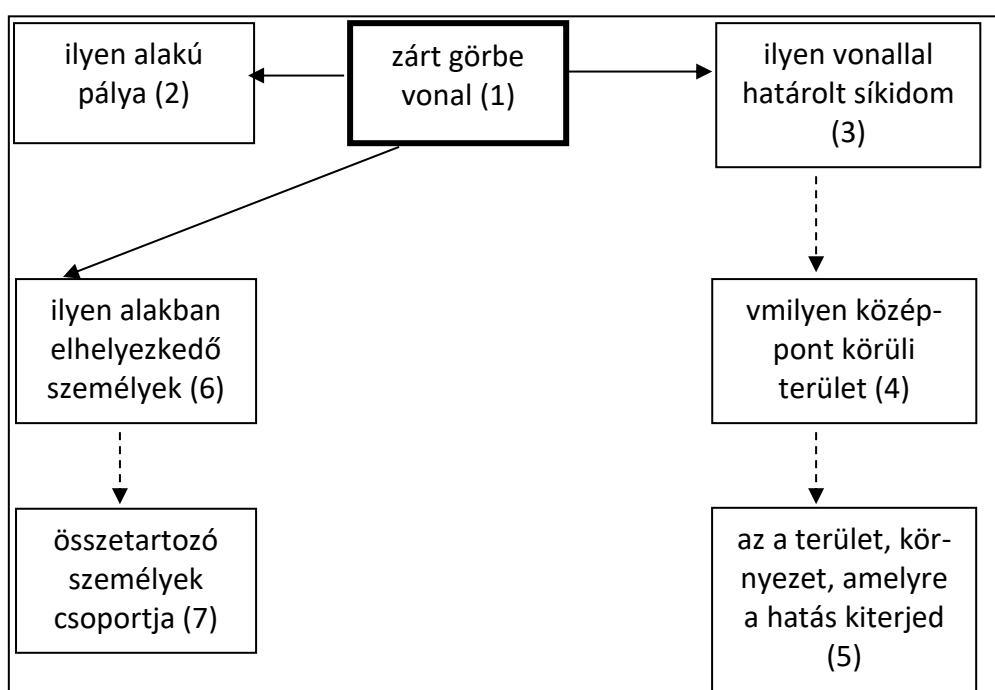 ilyen alakú
pálya (2)
zárt görbe
vonal (1)
ilyen vonallal
határolt síkidom
(3)
ilyen alakban
elhelyezkedő
személyek (6)
vmilyen közép-
pont körüli
terület (4)
összetartozó
személyek
csoportja (7)
az a terület, kör-
nyezet, amelyre
a hatás kiterjed
(5)